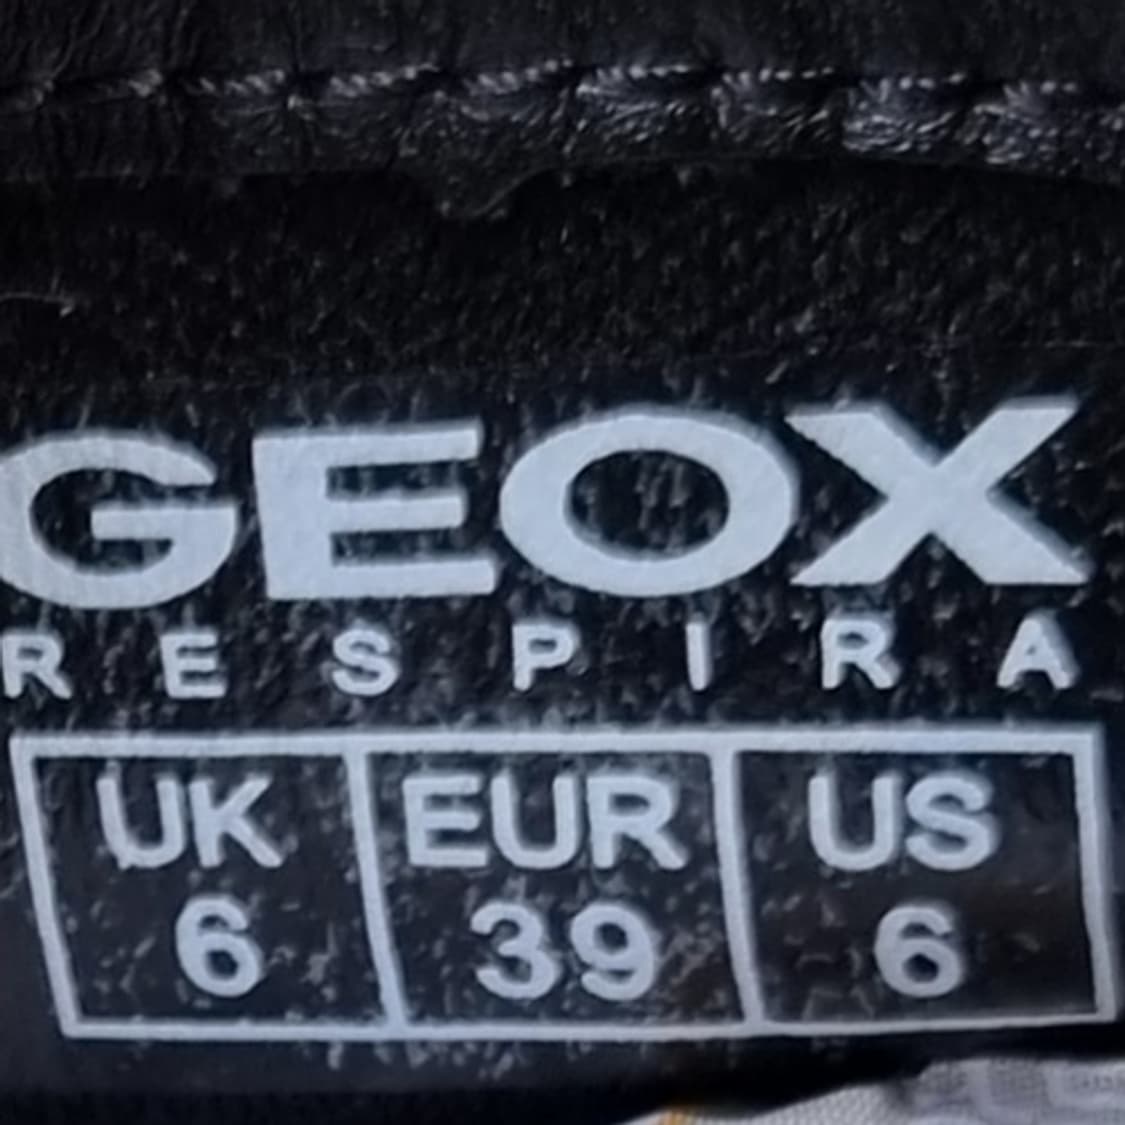 GEOX
RESPIRA
UK EUR US
6 39 6